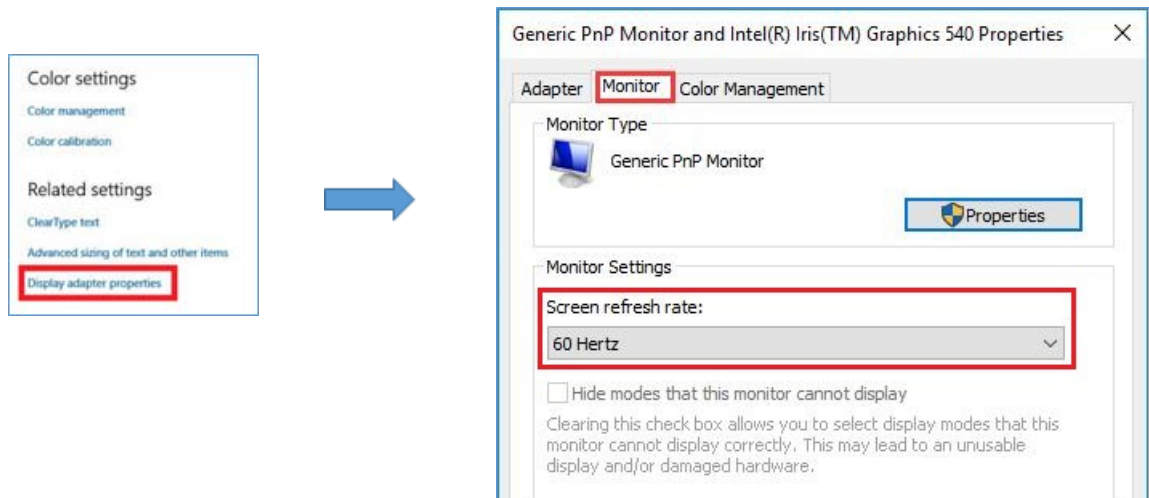 Color settings
Color management
Color calibration
Related settings
ClearType text
Advanced sizing of text and other items
Display adapter properties
Generic PnP Monitor and Intel(R) Iris(TM) Graphics 540 Properties
Adapter Monitor Color Management
Monitor Type
Generic PnP Monitor
Properties
Monitor Settings
Screen refresh rate:
60 Hertz
Hide modes that this monitor cannot display
Clearing this check box allows you to select display modes that this
monitor cannot display correctly. This may lead to an unusable
display and/or damaged hardware.